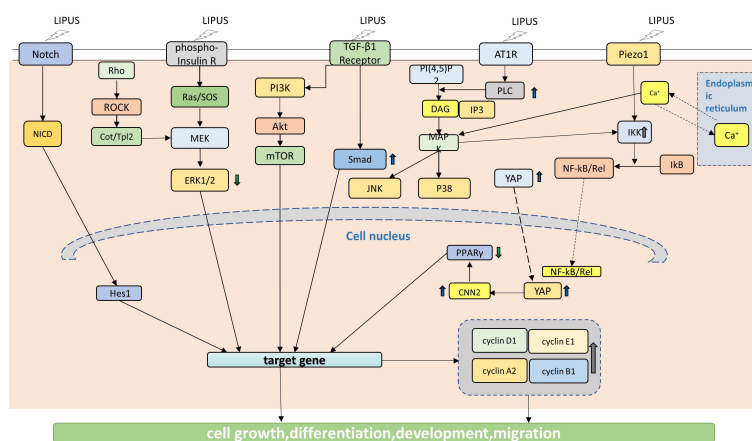 LIPUS
LIPUS
LIPUS
LIPUS
LIPUS
Notch
phospho-
Insulin R
TGF-β1
Receptor
AT1R
Piezo1
Rho
PI(4,5)P
2
Endoplasm
ic
reticulum
PI3K
PLC
Ca⁺
Ras/SOS
ROCK
DAG
IP3
Akt
NICD
Cot/Tpl2
MEK
MAP
K
IKK
Ca⁺
mTOR
Smad
NF-kB/Rel
IkB
ERK1/2
JNK
P38
YAP
Cell nucleus
PPARγ
NF-kB/Rel
Hes1
CNN2
YAP
cyclin D1
cyclin E1
target gene
cyclin A2
cyclin B1
cell growth,differentiation,development,migration